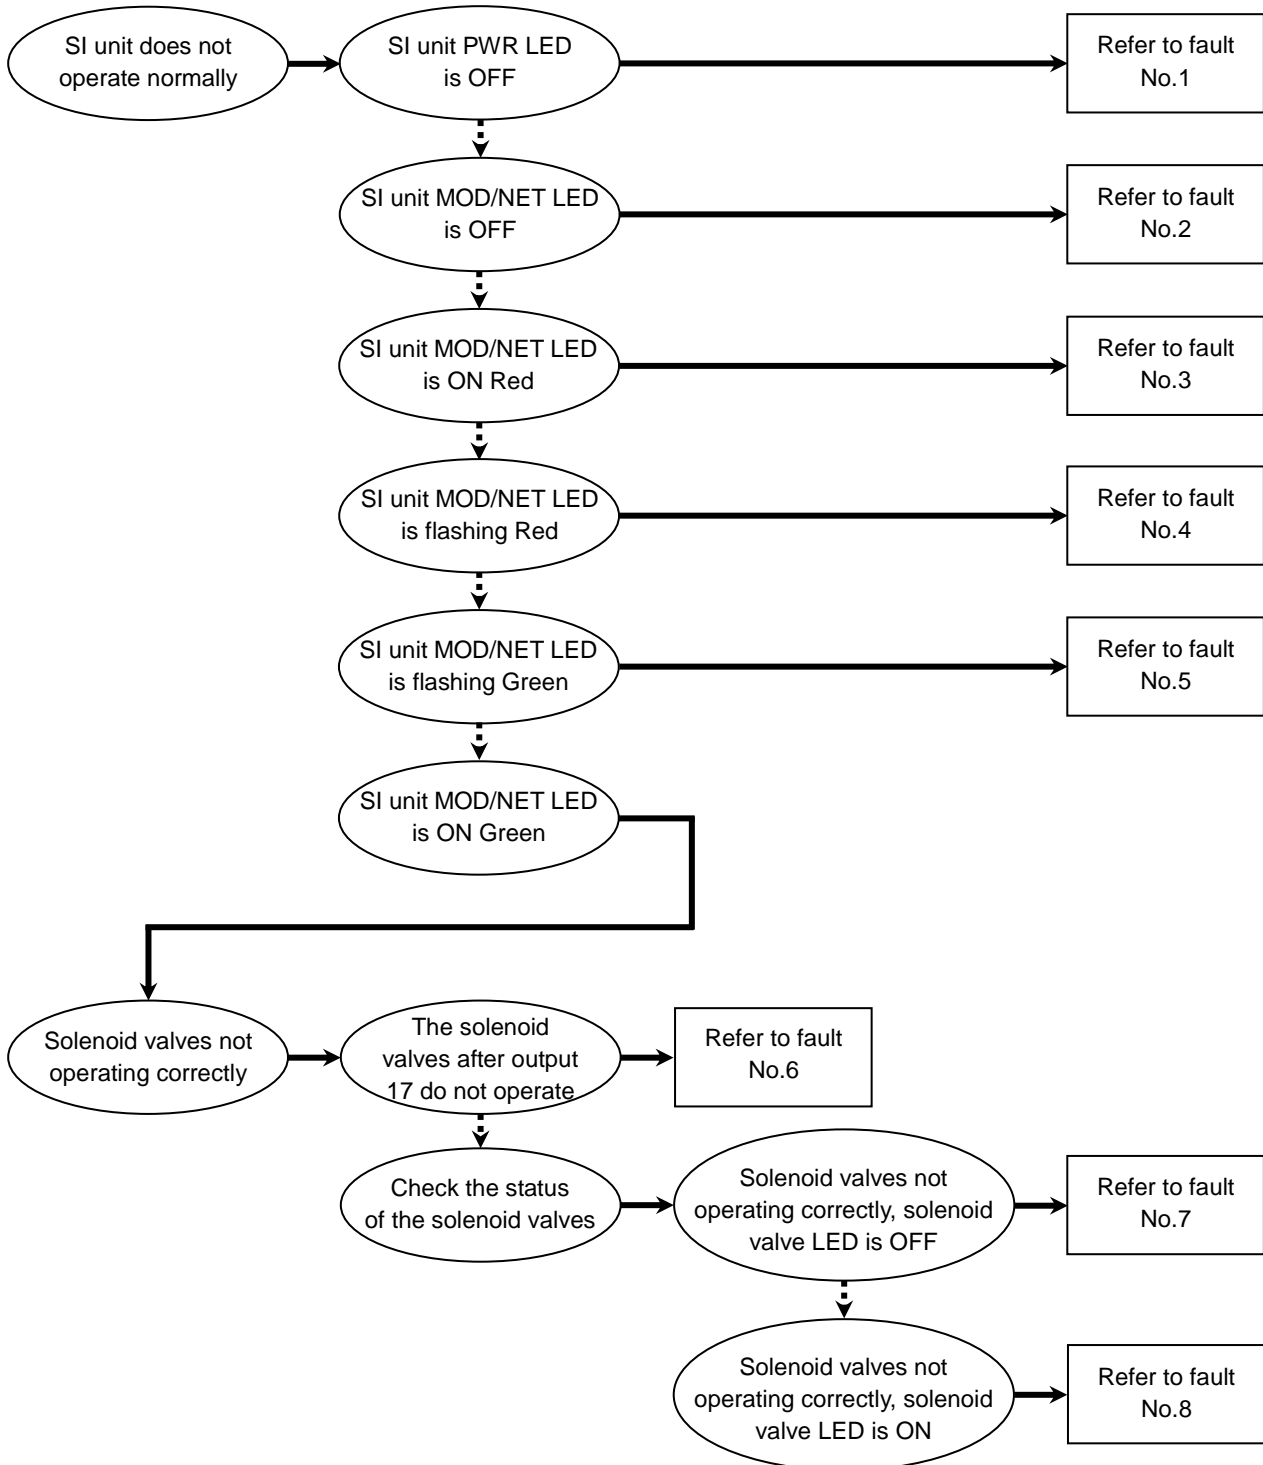 SI unit does not
operate normally
SI unit PWR LED
is OFF
Refer to fault
No.1
SI unit MOD/NET LED
is OFF
Refer to fault
No.2
SI unit MOD/NET LED
is ON Red
Refer to fault
No.3
SI unit MOD/NET LED
is flashing Red
Refer to fault
No.4
SI unit MOD/NET LED
is flashing Green
Refer to fault
No.5
SI unit MOD/NET LED
is ON Green
Solenoid valves not
operating correctly
The solenoid
valves after output
17 do not operate
Refer to fault
No.6
Check the status
of the solenoid valves
Solenoid valves not
operating correctly, solenoid
valve LED is OFF
Refer to fault
No.7
Solenoid valves not
operating correctly, solenoid
valve LED is ON
Refer to fault
No.8